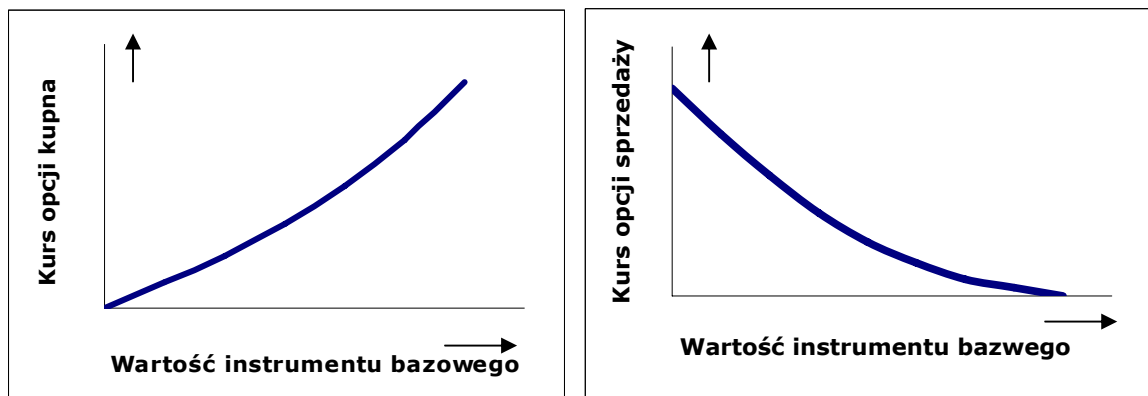 Kurs opcji kupna
Wartość instrumentu bazowego
Kurs opcji sprzedaży
Wartość instrumentu bazwego